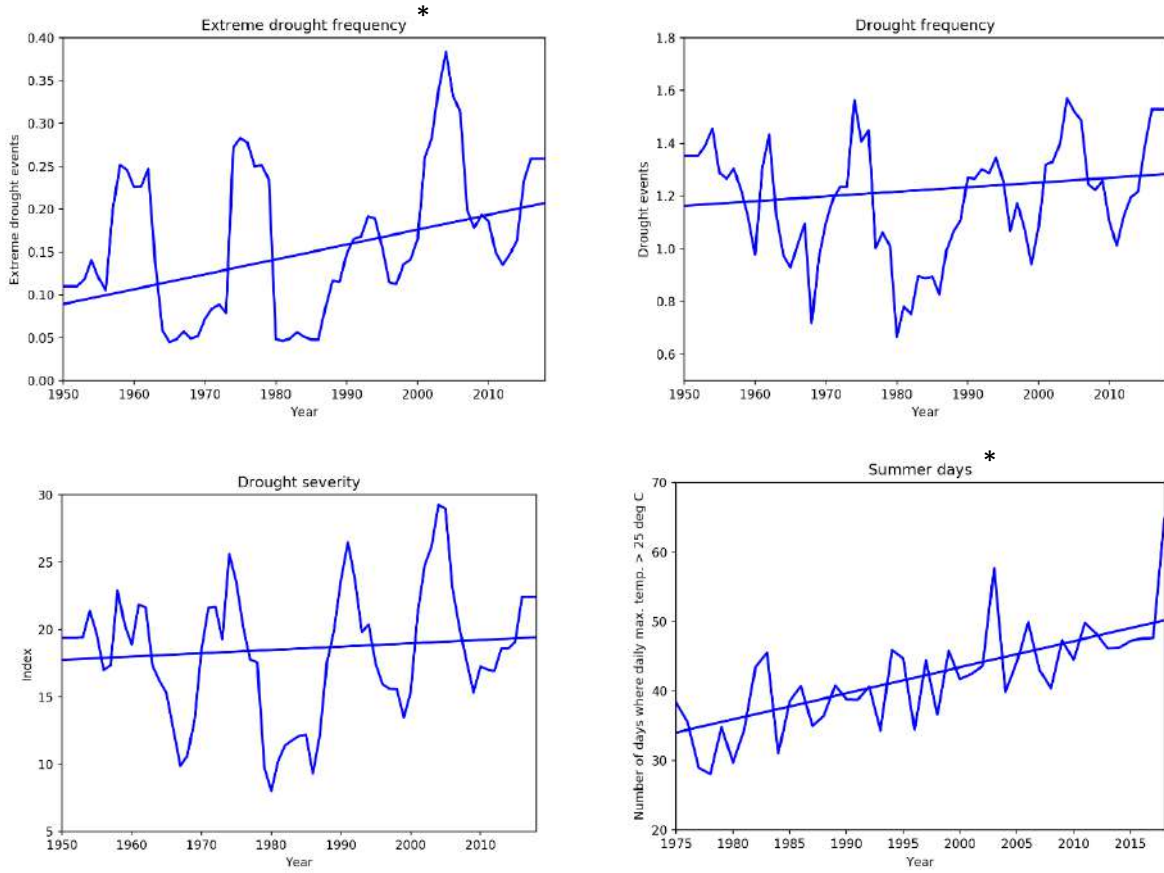 Extreme drought frequency *
0.40
0.35
0.30
0.25
0.20
0.15
0.10
0.05
0.00
Extreme drought events
1950 1960 1970 1980 1990 2000 2010
Year
Drought frequency
1.8
1.6
1.4
1.2
1.0
0.8
0.6
Drought events
1950 1960 1970 1980 1990 2000 2010
Year
Drought severity
30
25
20
15
10
5
Index
1950 1960 1970 1980 1990 2000 2010
Year
Summer days *
70
60
50
40
30
20
Number of days where daily max. temp. > 25 deg C
1975 1980 1985 1990 1995 2000 2005 2010 2015
Year